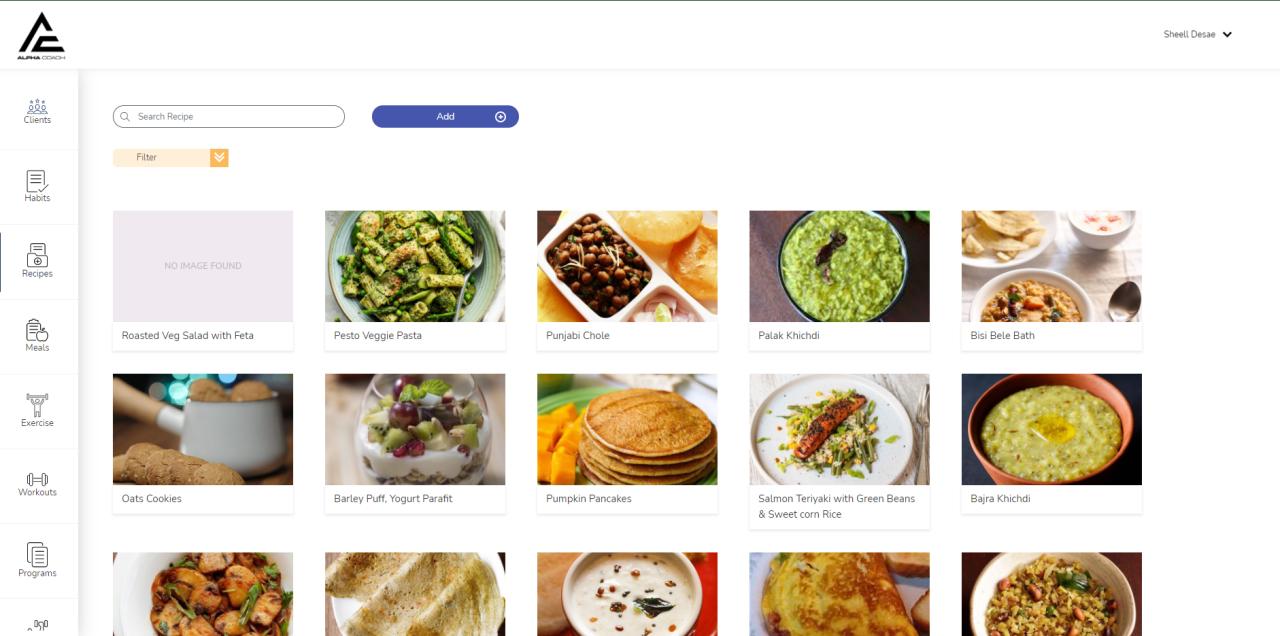 ALPHA COACH
Sheell Desae
Clients
Habits
Recipes
Meals
Exercise
Workouts
Programs
Search Recipe
Add
Filter
NO IMAGE FOUND
Roasted Veg Salad with Feta
Pesto Veggie Pasta
Punjabi Chole
Palak Khichdi
Bisi Bele Bath
Oats Cookies
Barley Puff, Yogurt Parafit
Pumpkin Pancakes
Salmon Teriyaki with Green Beans
& Sweet corn Rice
Bajra Khichdi